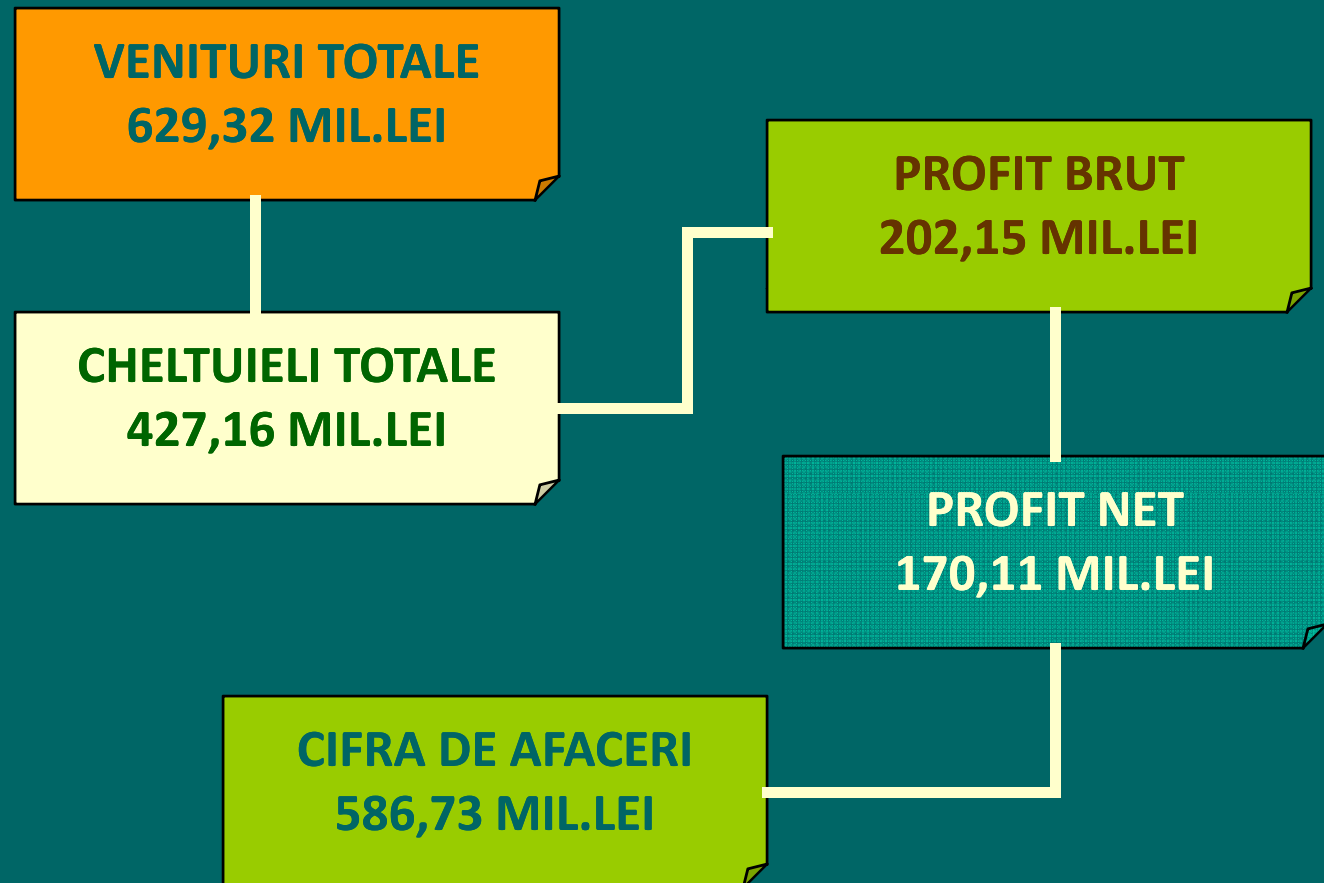 VENITURI TOTALE
629,32 MIL.LEI
CHELTUIELI TOTALE
427,16 MIL.LEI
PROFIT BRUT
202,15 MIL.LEI
PROFIT NET
170,11 MIL.LEI
CIFRA DE AFACERI
586,73 MIL.LEI